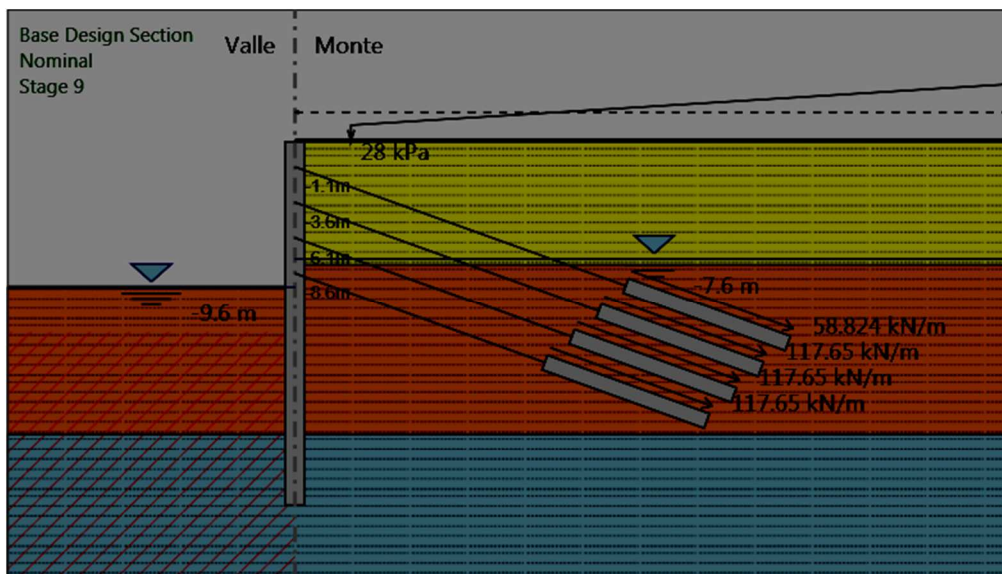 Base Design Section
Nominal
Stage 9
Valle
Monte
28 kPa
-1.1m
-3.6m
-6.1m
-8.6m
-7.6 m
-9.6 m
58.824 kN/m
117.65 kN/m
117.65 kN/m
117.65 kN/m